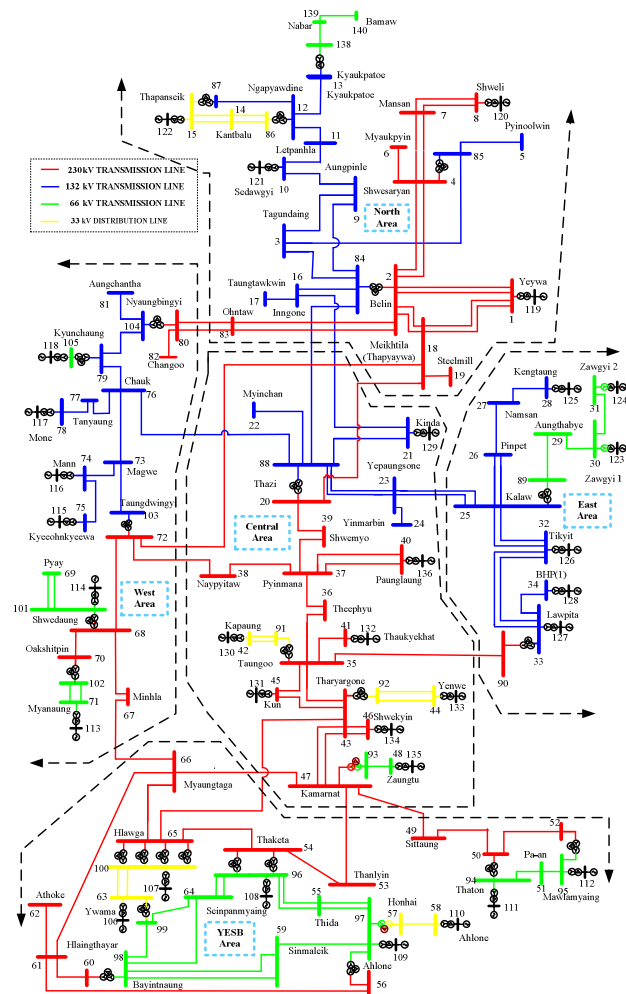 139
Nabar
Bamaw
140
138
Kyaukpatoe
13
Kyaukpatoe
87
Ngapyawdine
Thapanseik
14
12
Kantbalu
86
122
15
Letpanhla
11
121
Sedawgyi
10
Aungpinle
9
Shwesaryan
Mansan
7
Shweli
8
120
Pyinoolwin
5
Myaukpyin
6
4
85
230kV TRANSMISSION LINE
132 kV TRANSMISSION LINE
66 kV TRANSMISSION LINE
33 kV DISTRIBUTION LINE
North
Area
Tagundaing
3
84
Taungtawkwin
16
17
Inngone
2
Belin
Yeywa
119
1
Aungchantha
81
Nyaungbingyi
104
80
Ohntaw
83
82
Changoo
118
Kyunchaung
105
79
Meikhtila
(Thapyaywa)
18
Steelmill
19
Chauk
76
77
Tanyaung
117
78
Mone
Myinchan
22
Kinda
129
21
Kengtaung
28
125
27
Namsan
Zawgyi 2
124
31
Aungthabye
29
123
30
Zawgyi 1
Pinpet
26
89
Kalaw
25
East
Area
74
Mann
116
73
Magwe
115
75
Kyeeohnkyeewa
Taungdwingyi
103
72
88
Thazi
20
Yepaungsone
23
Yinmarbin
24
Central
Area
39
Shwemyo
40
Paunglaung
136
38
Naypyitaw
Pyinmana
37
32
Tikyit
126
BHP(1)
34
128
Lawpita
127
33
90
Pyay
69
114
101
Shwedaung
West
Area
68
Oakshitpin
70
102
71
Myanaung
113
Minhla
67
36
Theephyu
Kapaung
91
130
42
Taungoo
41
132
Thaukyekhat
35
Tharyargone
131
45
Kun
92
Yenwe
44
133
46
Shwekyin
43
134
93
48
135
Zaungtu
66
Myaungtaga
47
Kamarnat
Hlawga
65
100
63
107
Ywama
106
99
54
Thaketa
64
96
Seinpanmyaing
108
Thanlyin
53
49
Sittaung
52
50
Pa-an
94
Thaton
51
95
112
Mawlamyaing
111
Athoke
62
Hlaingthayar
61
60
98
Bayintnaung
YESB
Area
59
Sinmaleik
55
Thida
97
Honhai
57
58
110
Ahlone
109
Ahlone
56